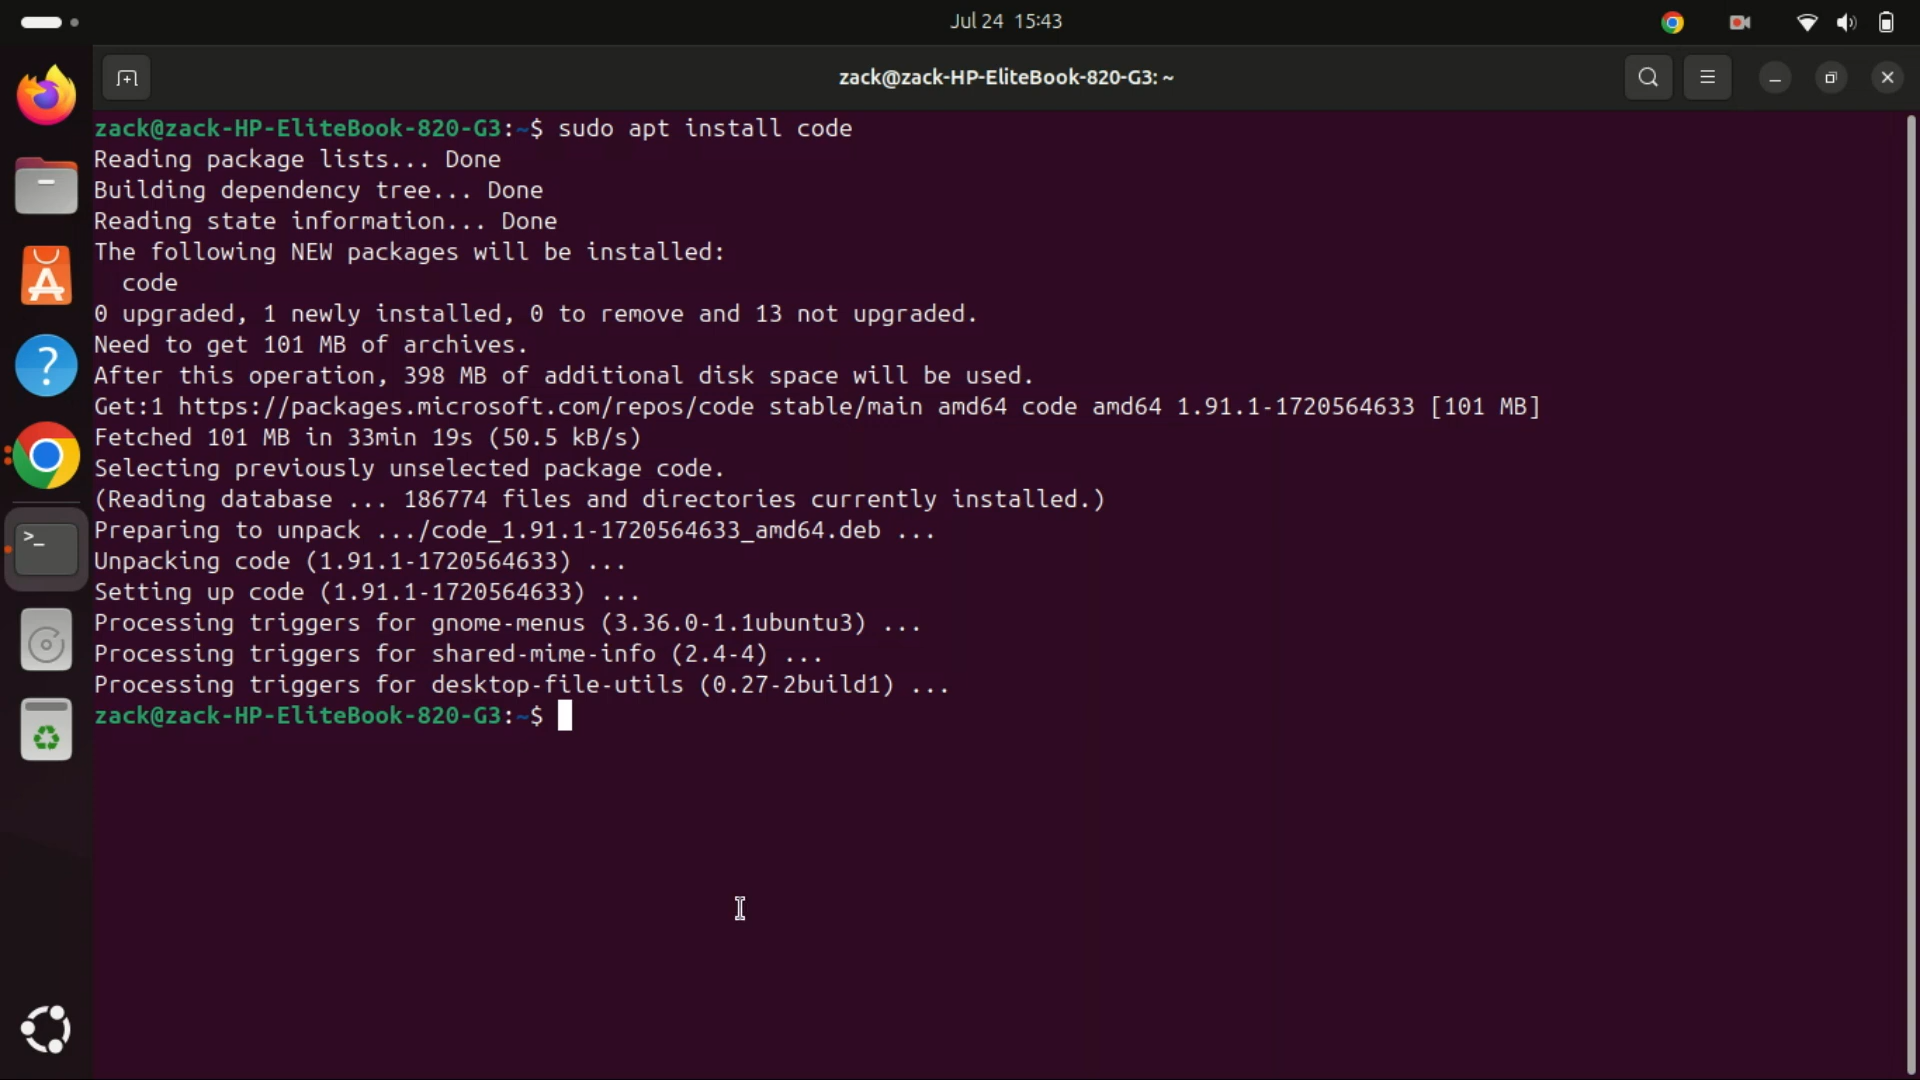 Jul 24 15:43
zack@zack-HP-EliteBook-820-G3: ~
zack@zack-HP-EliteBook-820-G3:~$ sudo apt install code
Reading package lists... Done
Building dependency tree... Done
Reading state information... Done
The following NEW packages will be installed:
  code
0 upgraded, 1 newly installed, 0 to remove and 13 not upgraded.
Need to get 101 MB of archives.
After this operation, 398 MB of additional disk space will be used.
Get:1 https://packages.microsoft.com/repos/code stable/main amd64 code amd64 1.91.1-1720564633 [101 MB]
Fetched 101 MB in 33min 19s (50.5 kB/s)
Selecting previously unselected package code.
(Reading database ... 186774 files and directories currently installed.)
Preparing to unpack .../code_1.91.1-1720564633_amd64.deb ...
Unpacking code (1.91.1-1720564633) ...
Setting up code (1.91.1-1720564633) ...
Processing triggers for gnome-menus (3.36.0-1.1ubuntu3) ...
Processing triggers for shared-mime-info (2.4-4) ...
Processing triggers for desktop-file-utils (0.27-2build1) ...
zack@zack-HP-EliteBook-820-G3:~$